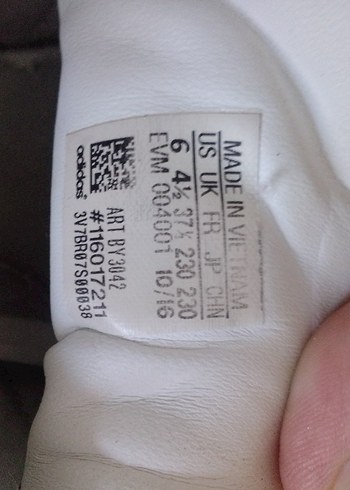 MADE IN VIETNAM
US UK FR JP CHN
6 4½ 37⅓ 230 230
EVM 004001 10/16
ART BY3042
#116017211
3V7BR07S00038
adidas